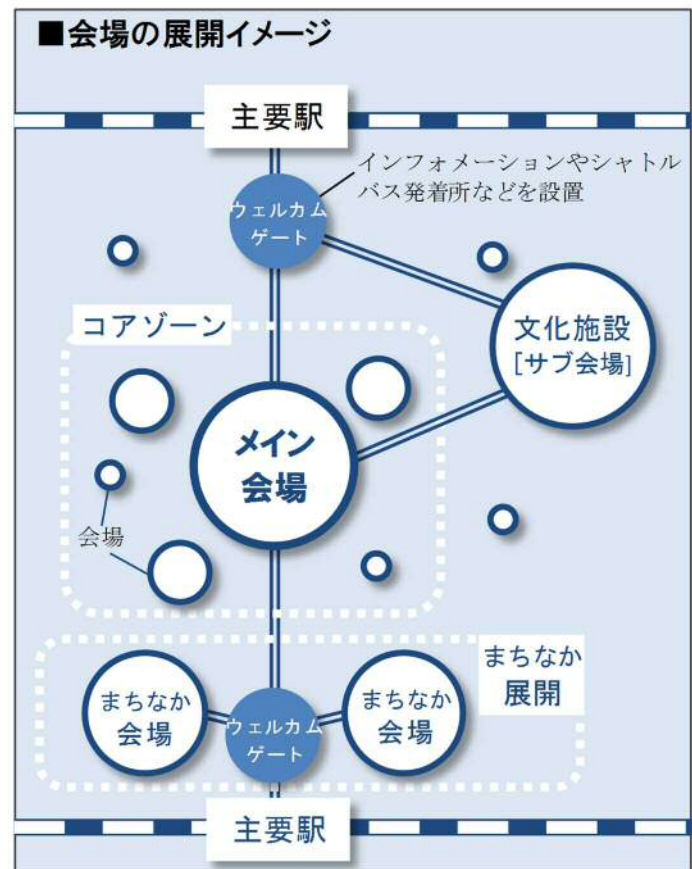 ■会場の展開イメージ
主要駅
インフォメーションやシャトル
バス発着所などを設置
ウェルカム
ゲート
文化施設
[サブ会場]
コアゾーン
メイン
会場
会場
まちなか
展開
まちなか
会場
ウェルカム
ゲート
まちなか
会場
主要駅